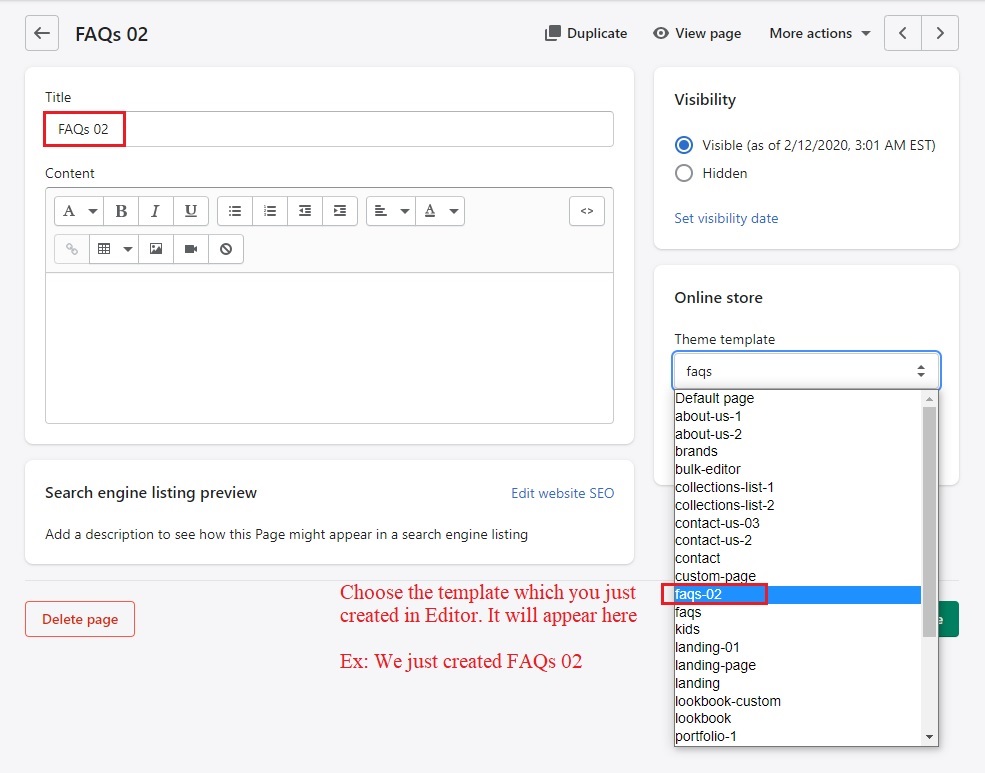 FAQs 02
Duplicate
View page
More actions
Title
FAQs 02
Content
A
B
I
U
A
<>
Search engine listing preview
Edit website SEO
Add a description to see how this Page might appear in a search engine listing
Visibility
Visible (as of 2/12/2020, 3:01 AM EST)
Hidden
Set visibility date
Online store
Theme template
faqs
Default page
about-us-1
about-us-2
brands
bulk-editor
collections-list-1
collections-list-2
contact-us-03
contact-us-2
contact
custom-page
faqs-02
faqs
kids
landing-01
landing-page
landing
lookbook-custom
lookbook
portfolio-1
Delete page
Choose the template which you just
created in Editor. It will appear here
Ex: We just created FAQs 02